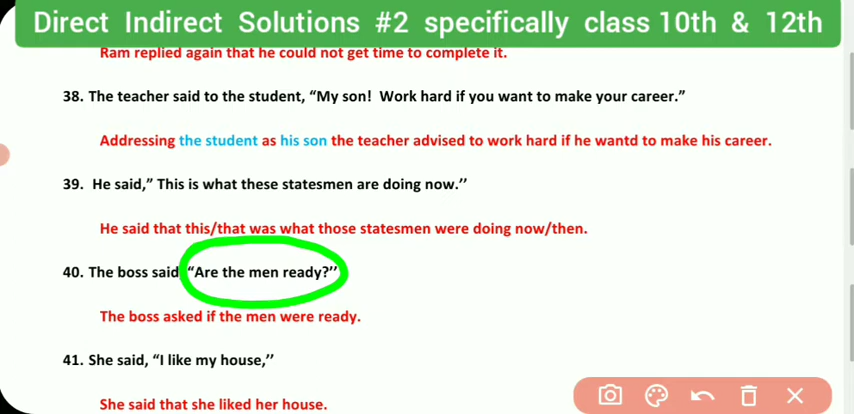 Direct Indirect Solutions #2 specifically class 10th & 12th
Ram replied again that he could not get time to complete it.
38. The teacher said to the student, “My son! Work hard if you want to make your career.”
Addressing the student as his son the teacher advised to work hard if he wantd to make his career.
39. He said,” This is what these statesmen are doing now.’’
He said that this/that was what those statesmen were doing now/then.
40. The boss said “Are the men ready?’’
The boss asked if the men were ready.
41. She said, “I like my house,’’
She said that she liked her house.